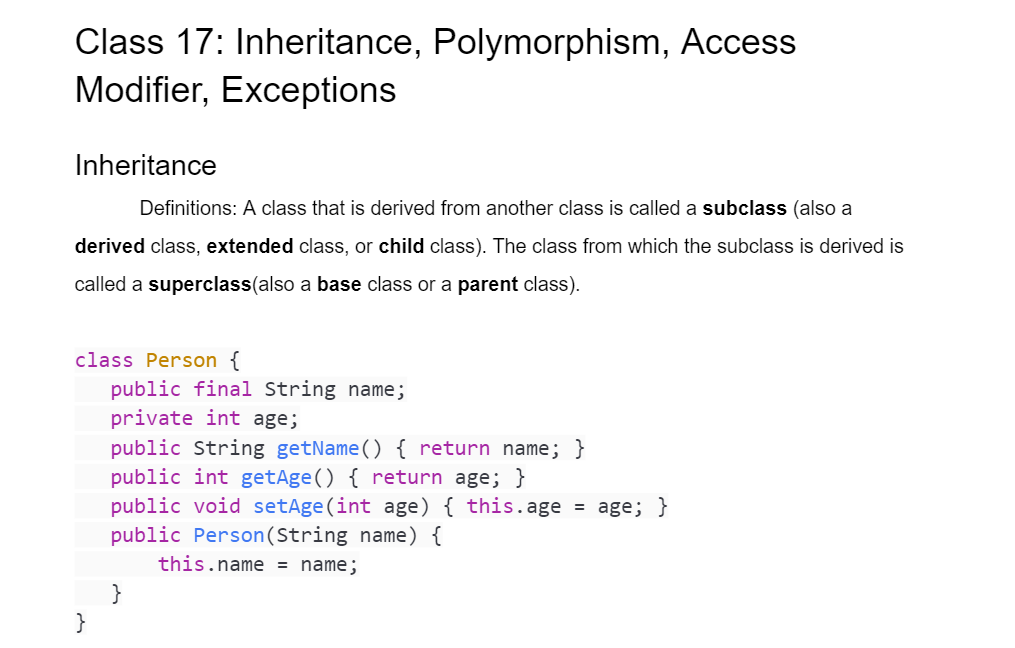 Class 17: Inheritance, Polymorphism, Access
Modifier, Exceptions
Inheritance
Definitions: A class that is derived from another class is called a subclass (also a
derived class, extended class, or child class). The class from which the subclass is derived is
called a superclass(also a base class or a parent class).
class Person {
   public final String name;
   private int age;
   public String getName() { return name; }
   public int getAge() { return age; }
   public void setAge(int age) { this.age = age; }
   public Person(String name) {
       this.name = name;
   }
}